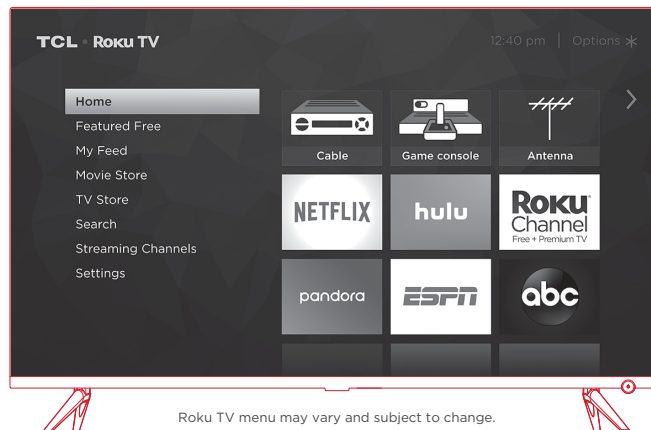 TCL • Roku TV
12:40 pm | Options
Home
Featured Free
My Feed
Movie Store
TV Store
Search
Streaming Channels
Settings
Cable
Game console
Antenna
NETFLIX
hulu
Roku
Channel
Free + Premium TV
pandora
ESPN
abc
Roku TV menu may vary and subject to change.